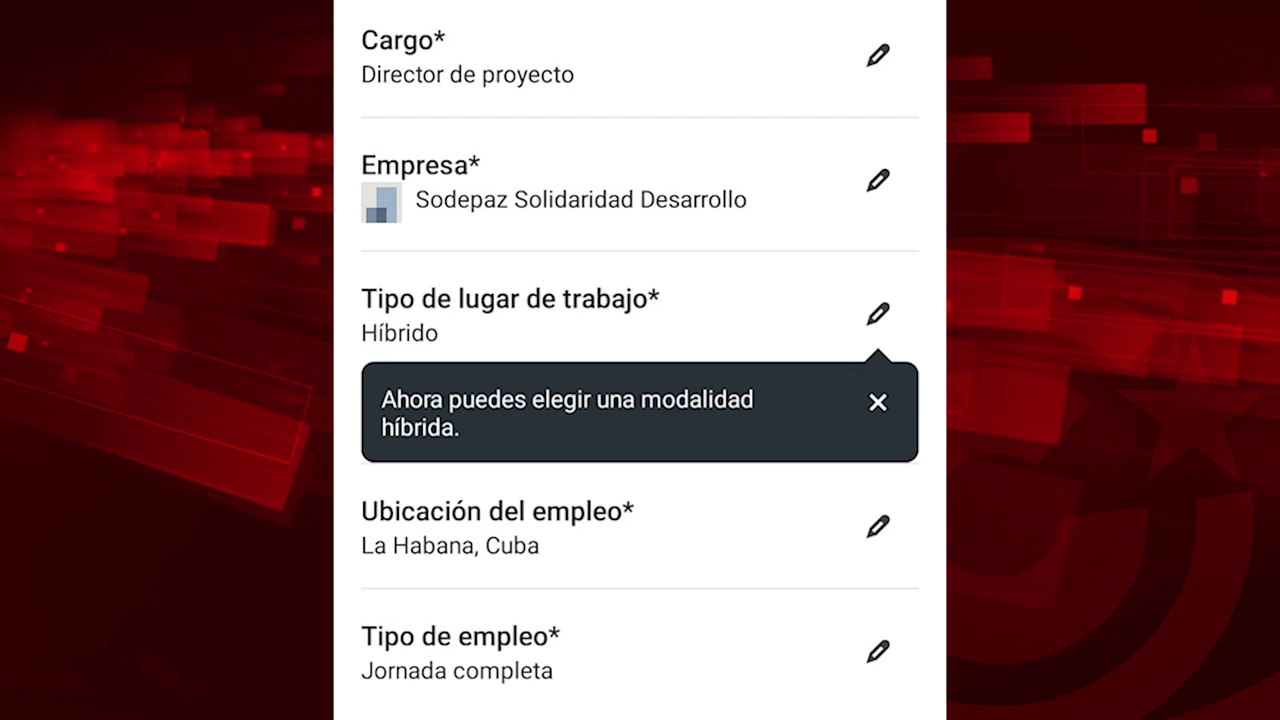 Cargo*
Director de proyecto
Empresa*
Sodepaz Solidaridad Desarrollo
Tipo de lugar de trabajo*
Híbrido
Ahora puedes elegir una modalidad
híbrida.
Ubicación del empleo*
La Habana, Cuba
Tipo de empleo*
Jornada completa